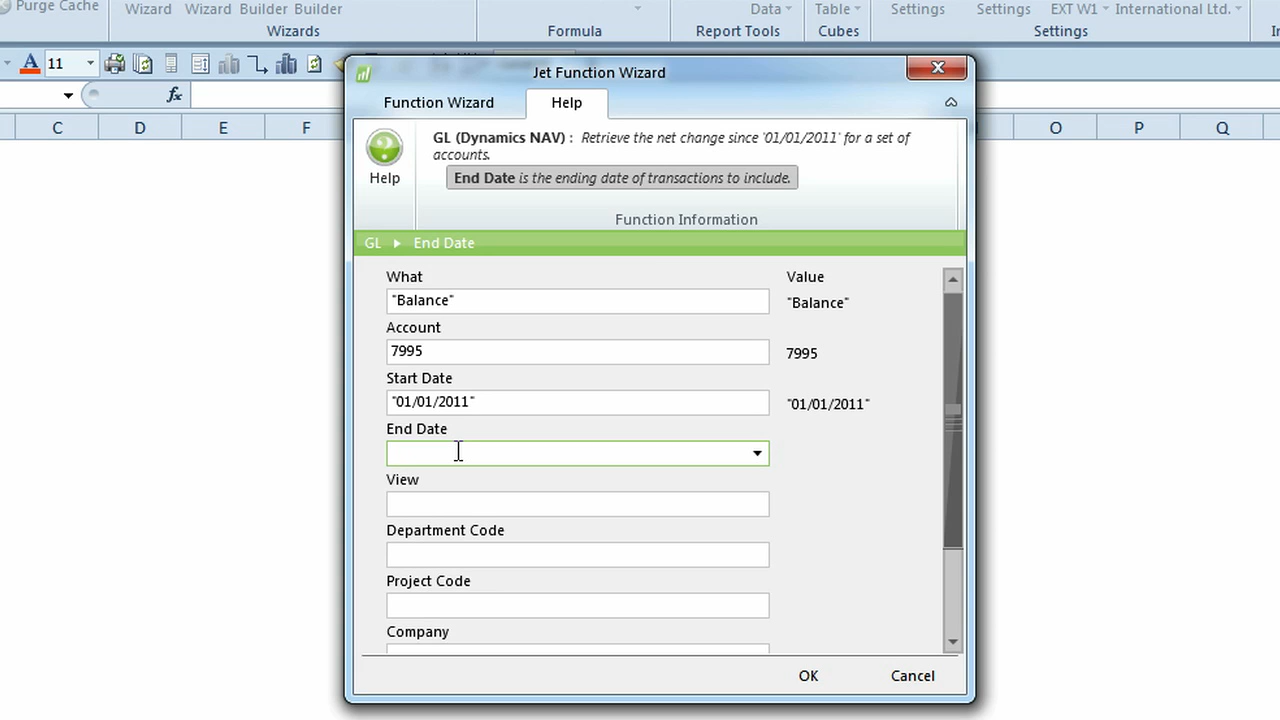 Purge Cache
Wizard Wizard Builder Builder
Data
Table
Settings Settings EXT W1 International Ltd.
Wizards Formula Report Tools Cubes Settings
A 11
fx
C D E F O P Q
Jet Function Wizard
Function Wizard Help
Help
GL (Dynamics NAV) : Retrieve the net change since '01/01/2011' for a set of
accounts.
End Date is the ending date of transactions to include.
Function Information
GL End Date
What Value
"Balance" "Balance"
Account
7995 7995
Start Date
"01/01/2011" "01/01/2011"
End Date
View
Department Code
Project Code
Company
OK Cancel